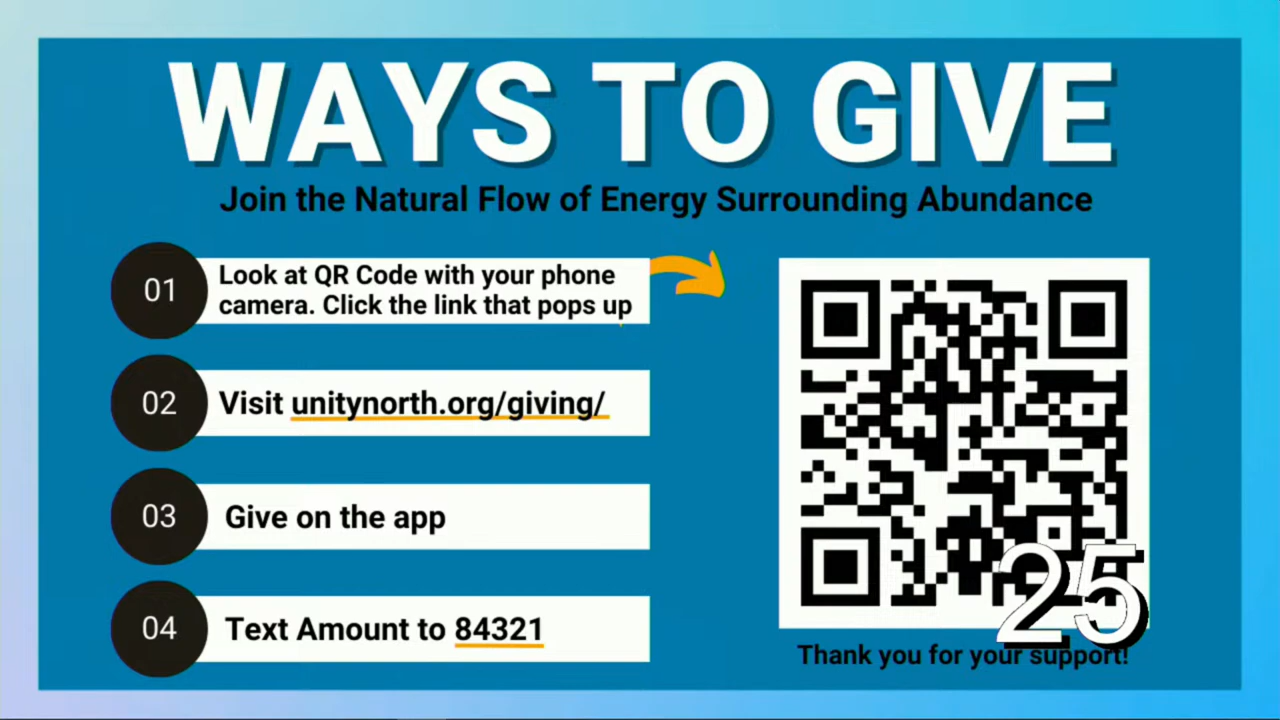 WAYS TO GIVE
Join the Natural Flow of Energy Surrounding Abundance
01
Look at QR Code with your phone
camera. Click the link that pops up
02
Visit unitynorth.org/giving/
03
Give on the app
04
Text Amount to 84321
25
Thank you for your support!